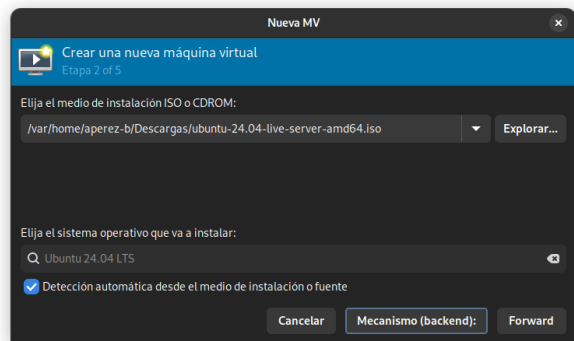 Nueva MV
Crear una nueva máquina virtual
Etapa 2 of 5
Elija el medio de instalación ISO o CDROM:
/var/home/aperez-b/Descargas/ubuntu-24.04-live-server-amd64.iso
Explorar...
Elija el sistema operativo que va a instalar:
Ubuntu 24.04 LTS
Detección automática desde el medio de instalación o fuente
Cancelar Mecanismo (backend): Forward